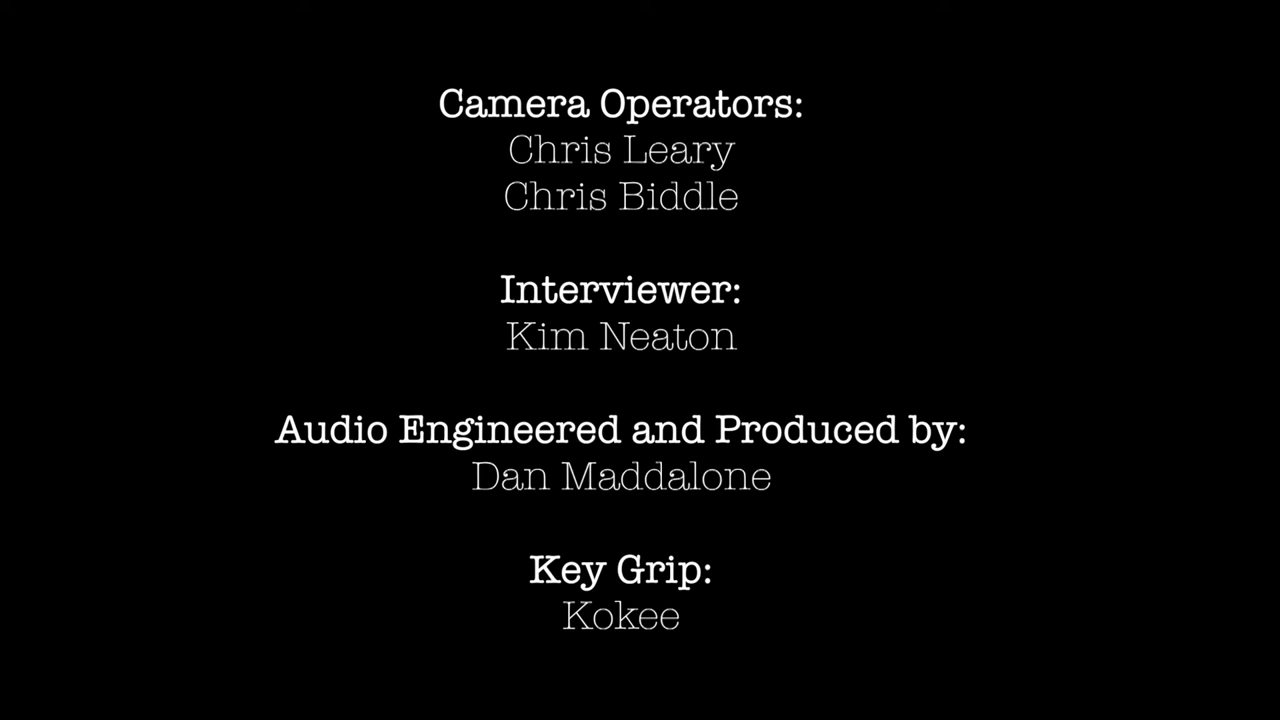 Camera Operators:
Chris Leary
Chris Biddle
Interviewer:
Kim Neaton
Audio Engineered and Produced by:
Dan Maddalone
Key Grip:
Kokee